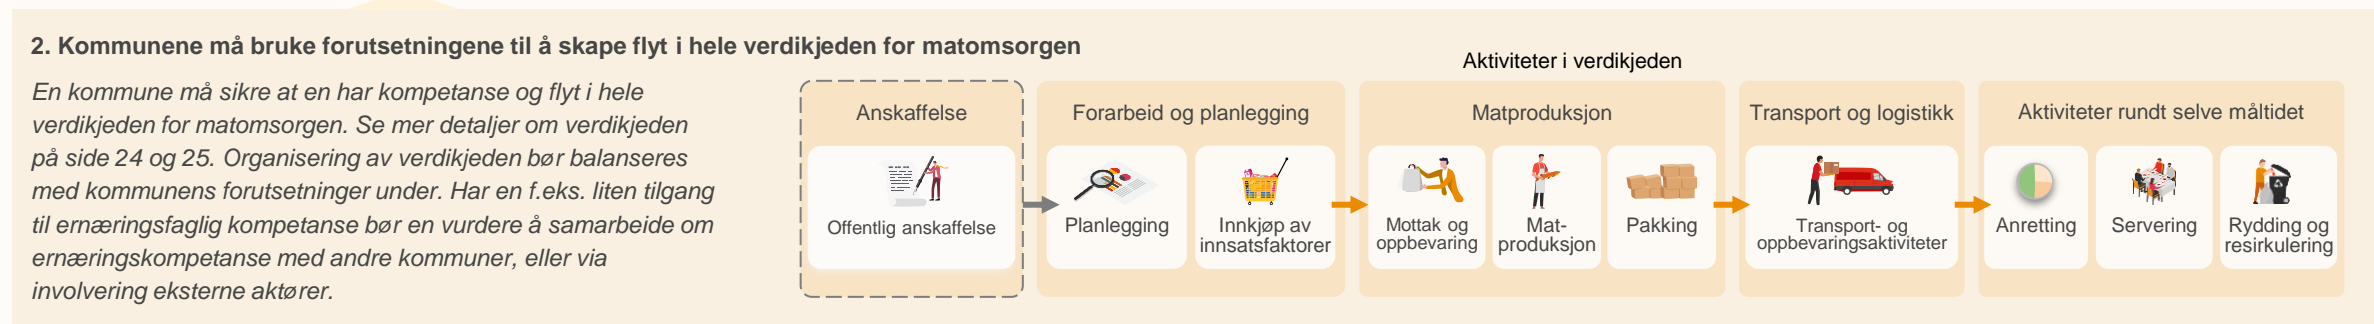 2. Kommunene må bruke forutsetningene til å skape flyt i hele verdikjeden for matomsorgen
En kommune må sikre at en har kompetanse og flyt i hele
verdikjeden for matomsorgen. Se mer detaljer om verdikjeden
på side 24 og 25. Organisering av verdikjeden bør balanseres
med kommunens forutsetninger under. Har en f.eks. liten tilgang
til ernæringsfaglig kompetanse bør en vurdere å samarbeide om
ernæringskompetanse med andre kommuner, eller via
involvering eksterne aktører.
Aktiviteter i verdikjeden
Anskaffelse
Offentlig anskaffelse
Forarbeid og planlegging
Planlegging
Innkjøp av
innsatsfaktorer
Matproduksjon
Mottak og
oppbevaring
Mat-
produksjon
Pakking
Transport og logistikk
Transport- og
oppbevaringsaktiviteter
Aktiviteter rundt selve måltidet
Anretting
Servering
Rydding og
resirkulering